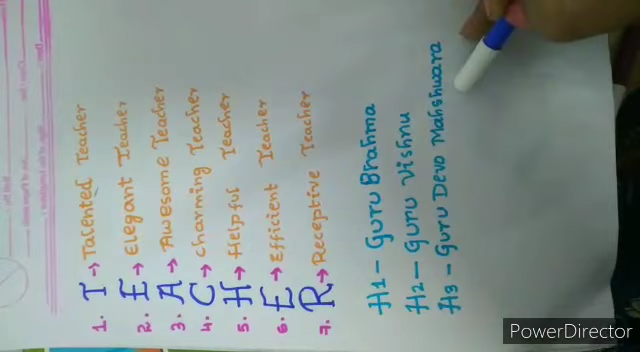 1. T → Talented Teacher
2. E → Elegant Teacher
3. A → Awesome Teacher
4. C → Charming Teacher
5. H → Helpful Teacher
6. E → Efficient Teacher
7. R → Receptive Teacher
H1 - Guru Brahma
H2 - Guru Vishnu
H3 - Guru Devo Maheshwara
PowerDirector